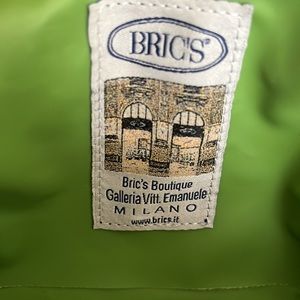 BRIC'S®
Bric's Boutique
Galleria Vitt. Emanuele
MILANO
www.brics.it